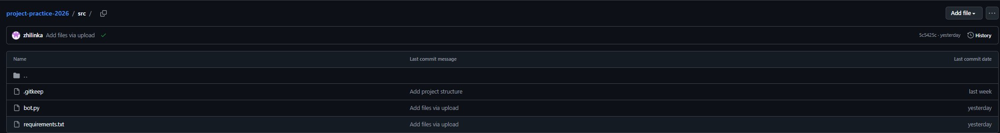 project-practice-2026 / src /
Add file
zhilinka Add files via upload
5c5425c · yesterday History
Name Last commit message Last commit date
..
.gitkeep Add project structure last week
bot.py Add files via upload yesterday
requirements.txt Add files via upload yesterday